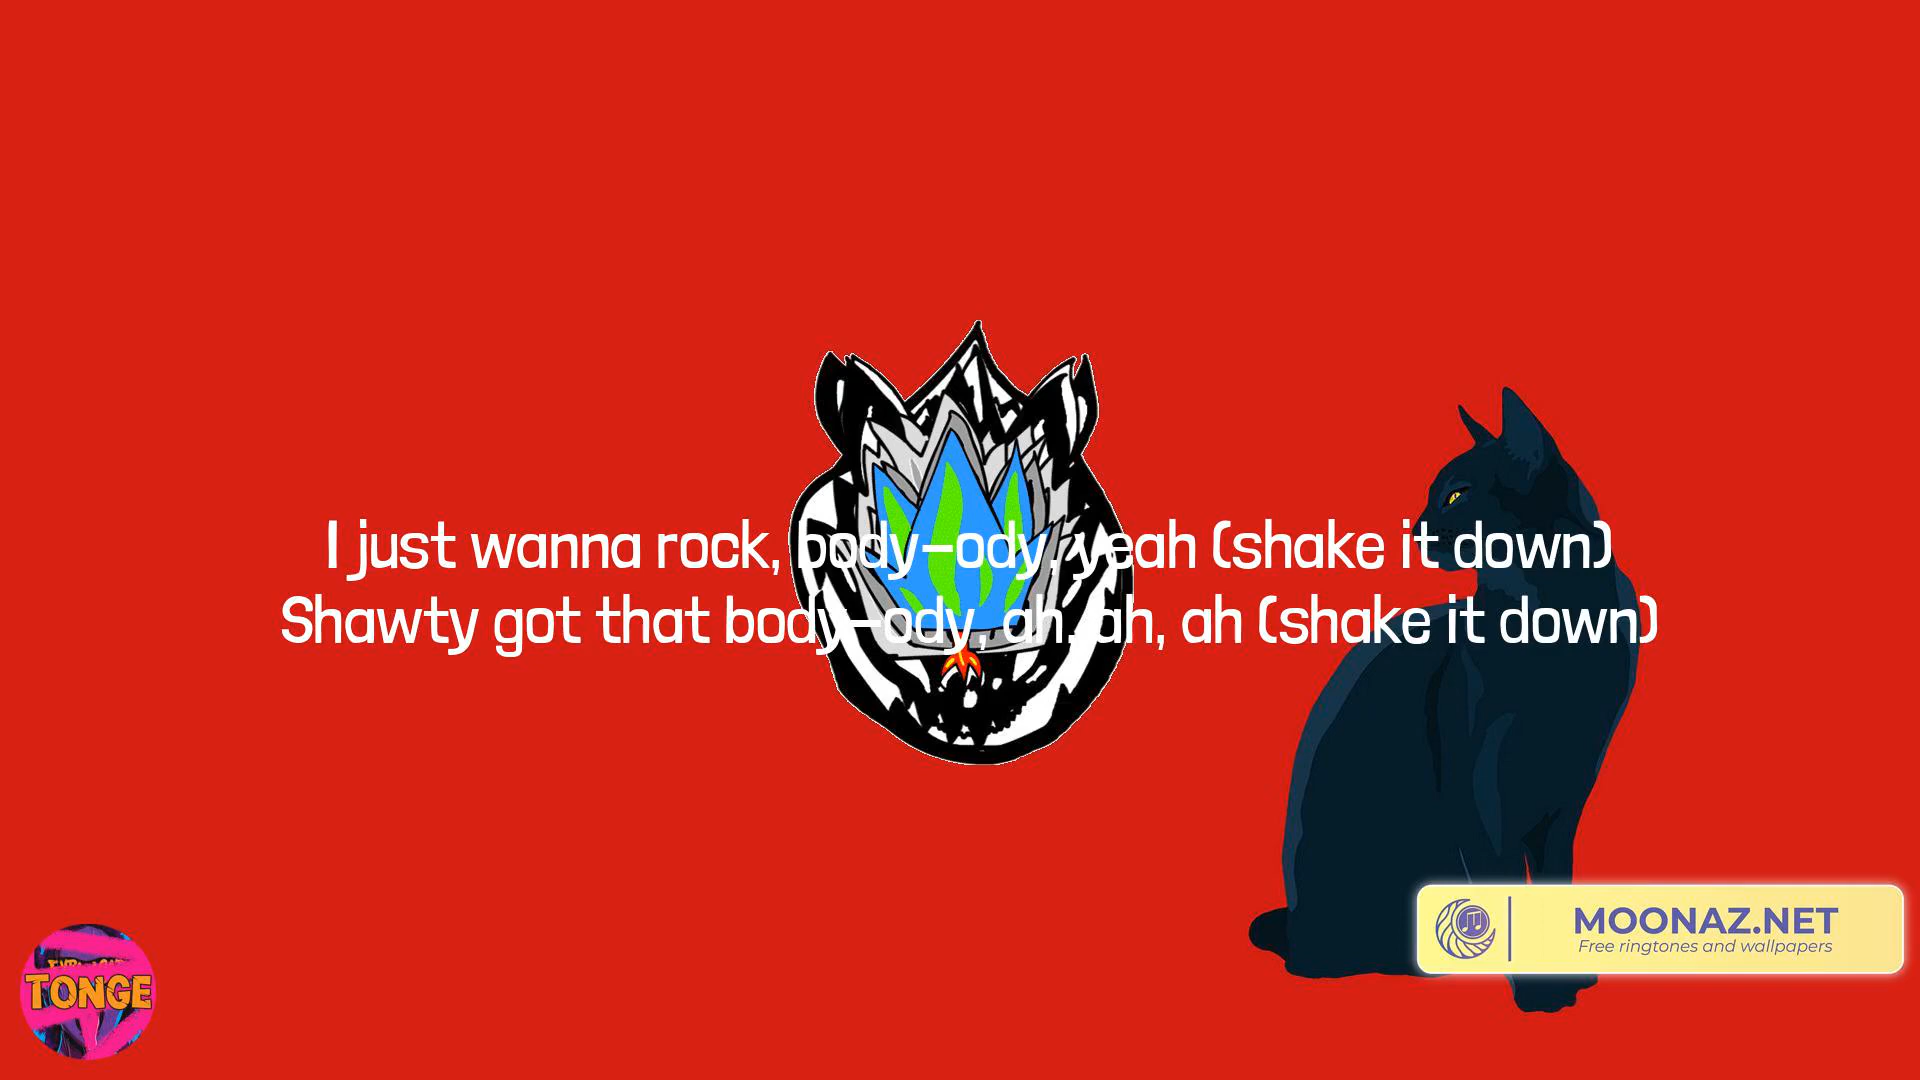 I just wanna rock, body-ody, yeah (shake it down)
Shawty got that body-ody, ah, ah, ah (shake it down)
MOONAZ.NET
Free ringtones and wallpapers
TONGE